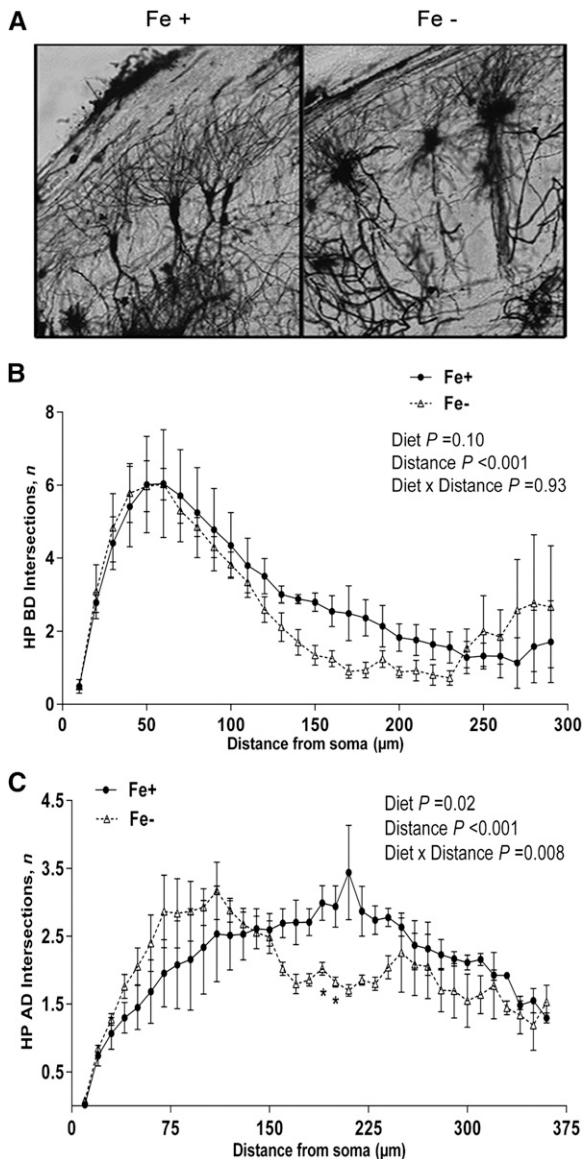 A
Fe +
Fe -
B
Fe+
Fe-
Diet P =0.10
Distance P <0.001
Diet x Distance P =0.93
HP BD Intersections, n
8
6
4
2
0
0
50
100
150
200
250
300
Distance from soma (µm)
C
Fe+
Fe-
Diet P =0.02
Distance P <0.001
Diet x Distance P =0.008
HP AD Intersections, n
4.5
3.5
2.5
1.5
0.5
* *
0
75
150
225
300
375
Distance from soma (µm)